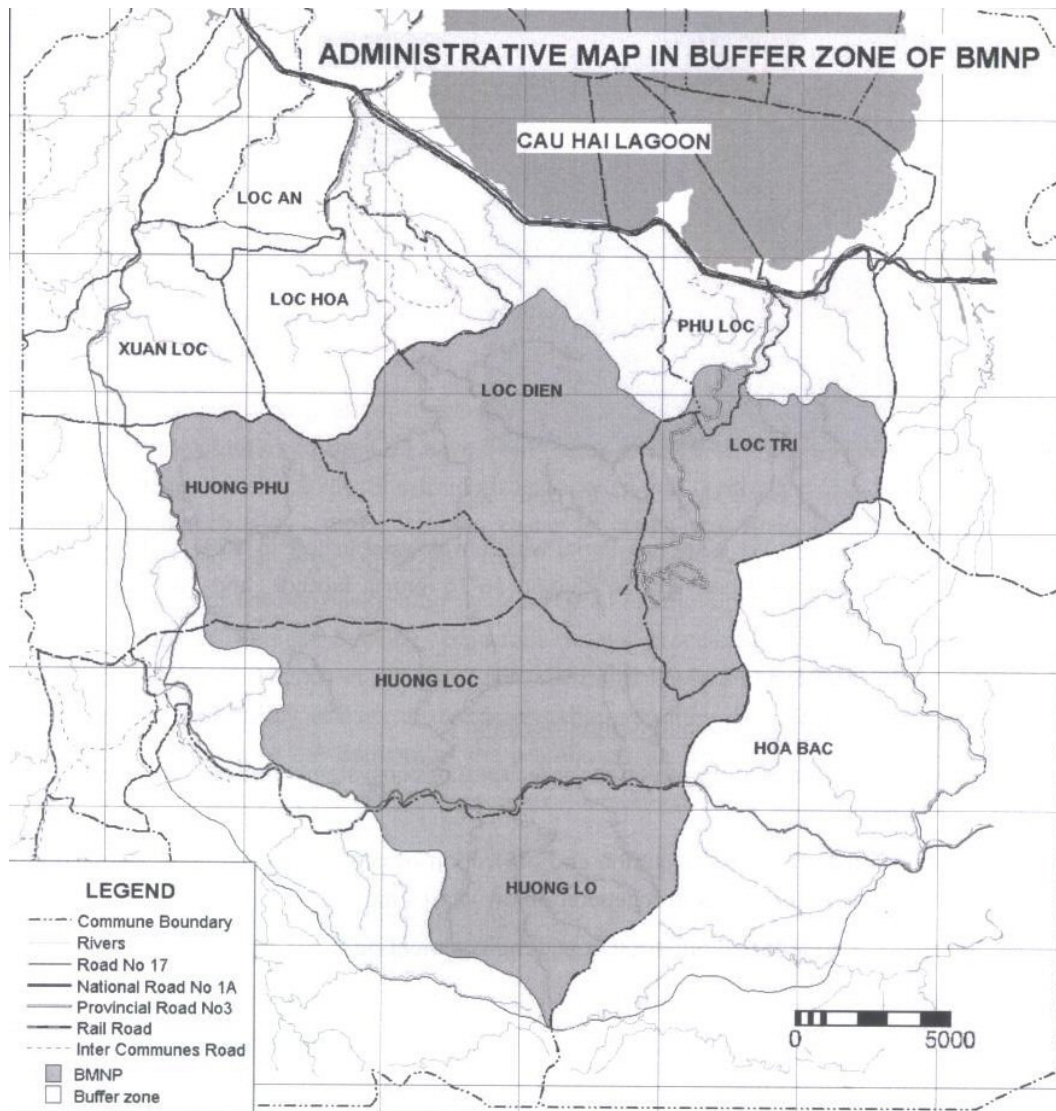 ADMINISTRATIVE MAP IN BUFFER ZONE OF BMNP
CAU HAI LAGOON
LOC AN
LOC HOA
PHU LOC
XUAN LOC
LOC DIEN
LOC TRI
HUONG PHU
HUONG LOC
HOA BAC
HUONG LO
LEGEND
Commune Boundary
Rivers
Road No 17
National Road No 1A
Provincial Road No3
Rail Road
Inter Communes Road
BMNP
Buffer zone
0 5000